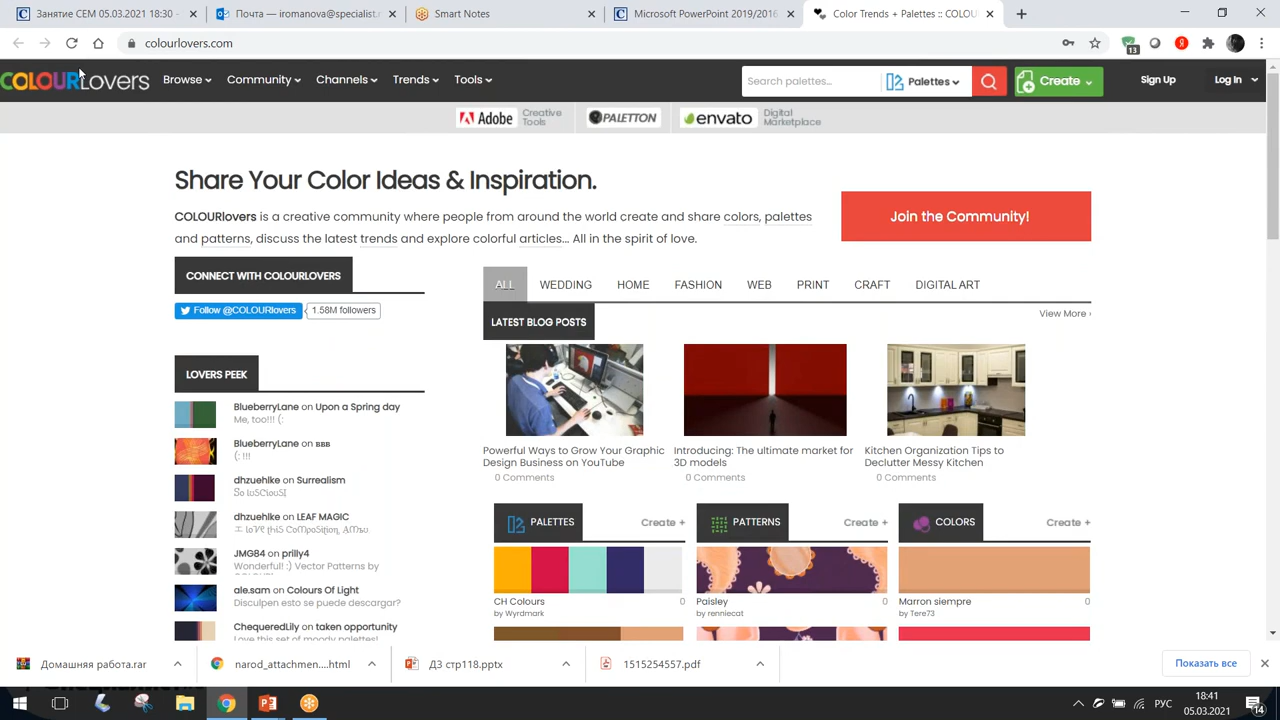 Занятие СЕМ 05.03.2021 18:30 -
Почта — iromanova@specialist.r
Smart Notes
Microsoft PowerPoint 2019/2016
Color Trends + Palettes :: COLOU
colourlovers.com
13
COLOURLovers
Browse
Community
Channels
Trends
Tools
Search palettes...
Palettes
Create
Sign Up
Log In
Adobe
Creative
Tools
PALETTON
envato
Digital
Marketplace
Share Your Color Ideas & Inspiration.
COLOURlovers is a creative community where people from around the world create and share colors, palettes
and patterns, discuss the latest trends and explore colorful articles... All in the spirit of love.
Join the Community!
CONNECT WITH COLOURLOVERS
Follow @COLOURlovers
1.58M followers
ALL
WEDDING
HOME
FASHION
WEB
PRINT
CRAFT
DIGITAL ART
LATEST BLOG POSTS
View More ›
Powerful Ways to Grow Your Graphic
Design Business on YouTube
0 Comments
Introducing: The ultimate market for
3D models
0 Comments
Kitchen Organization Tips to
Declutter Messy Kitchen
0 Comments
LOVERS PEEK
BlueberryLane on Upon a Spring day
Me, too!!! (:
BlueberryLane on ввв
(: !!!
dhzuehlke on Surrealism
dhzuehlke on LEAF MAGIC
JMG84 on prilly4
Wonderful! :) Vector Patterns by
ale.sam on Colours Of Light
Disculpen esto se puede descargar?
ChequeredLily on taken opportunity
Love this set of moody palettes!
PALETTES
Create +
CH Colours
0
by Wyrdmark
PATTERNS
Create +
Paisley
0
by renniecat
COLORS
Create +
Marron siempre
0
by Tere73
Домашняя работа.rar
narod_attachmen....html
ДЗ стр118.pptx
1515254557.pdf
Показать все
РУС
18:41
05.03.2021
14